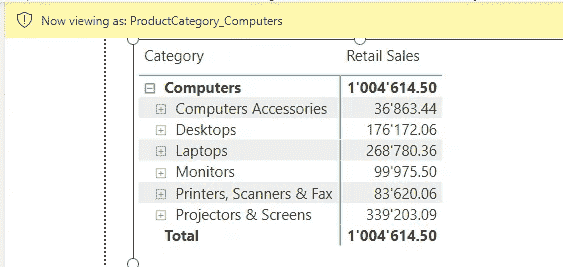 Now viewing as: ProductCategory_Computers
Category Retail Sales
Computers 1'004'614.50
Computers Accessories 36'863.44
Desktops 176'172.06
Laptops 268'780.36
Monitors 99'975.50
Printers, Scanners & Fax 83'620.06
Projectors & Screens 339'203.09
Total 1'004'614.50